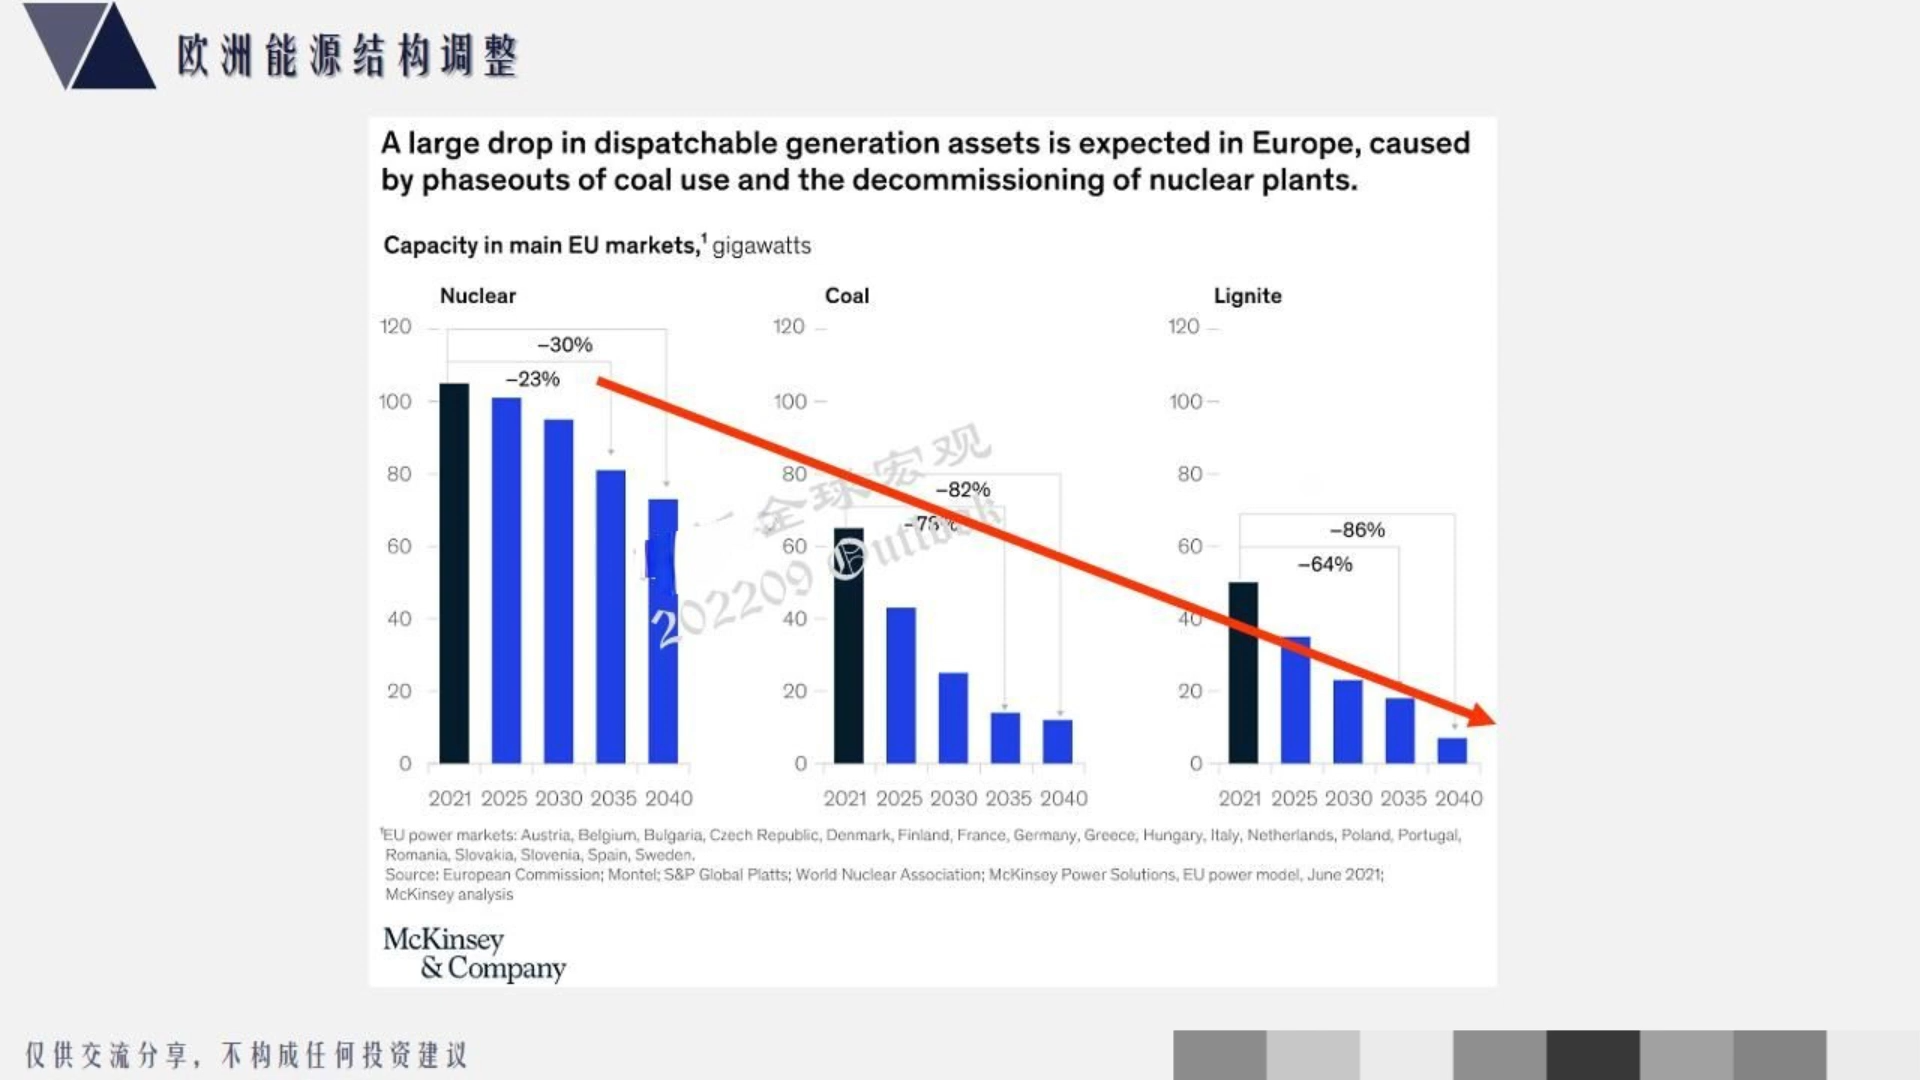 欧洲能源结构调整
A large drop in dispatchable generation assets is expected in Europe, caused
by phaseouts of coal use and the decommissioning of nuclear plants.
Capacity in main EU markets,¹ gigawatts
Nuclear
120
100
80
60
40
20
0
-30%
-23%
2021 2025 2030 2035 2040
Coal
120
100
80
60
40
20
0
-82%
2021 2025 2030 2035 2040
Lignite
120
100
80
60
40
20
0
-86%
-64%
2021 2025 2030 2035 2040
全球宏观
202209 Outlook
¹EU power markets: Austria, Belgium, Bulgaria, Czech Republic, Denmark, Finland, France, Germany, Greece, Hungary, Italy, Netherlands, Poland, Portugal,
Romania, Slovakia, Slovenia, Spain, Sweden.
Source: European Commission; Montel; S&P Global Platts; World Nuclear Association; McKinsey Power Solutions, EU power model, June 2021;
McKinsey analysis
McKinsey
& Company
仅供交流分享，不构成任何投资建议